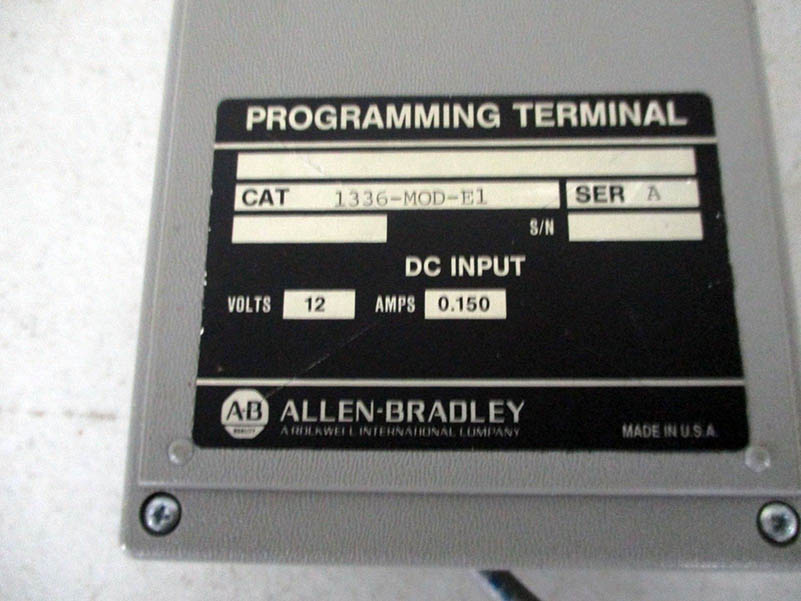 PROGRAMMING TERMINAL
CAT 1336-MOD-E1 SER A
S/N
DC INPUT
VOLTS 12 AMPS 0.150
A-B
QUALITY
ALLEN-BRADLEY
A ROCKWELL INTERNATIONAL COMPANY
MADE IN U.S.A.